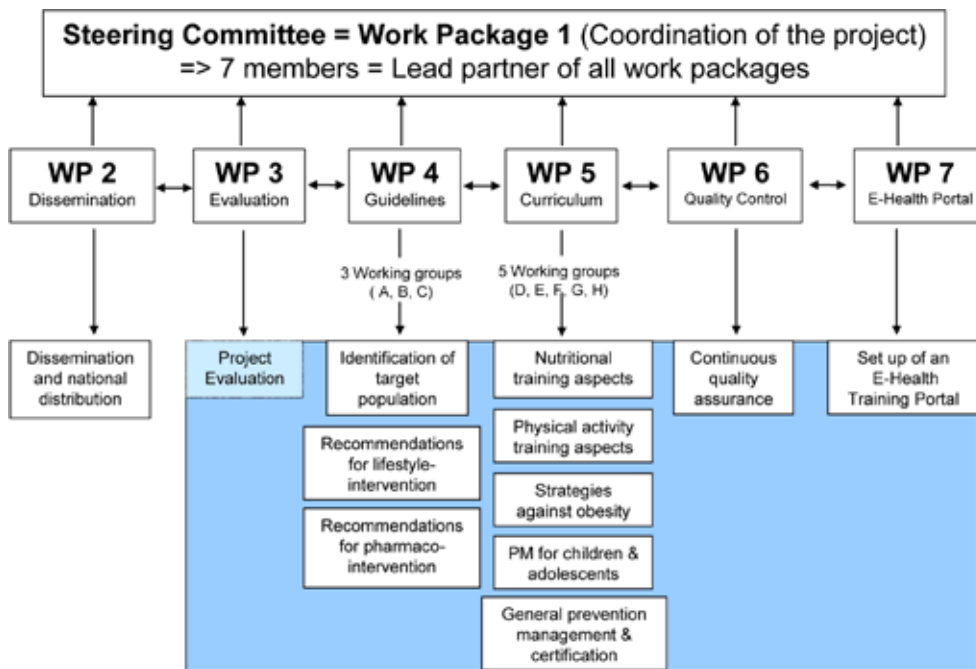 Steering Committee = Work Package 1 (Coordination of the project)
=> 7 members = Lead partner of all work packages
WP 2
Dissemination
WP 3
Evaluation
WP 4
Guidelines
WP 5
Curriculum
WP 6
Quality Control
WP 7
E-Health Portal
3 Working groups
( A, B, C)
5 Working groups
(D, E, F, G, H)
Dissemination
and national
distribution
Project
Evaluation
Identification of
target
population
Recommendations
for lifestyle-
intervention
Recommendations
for pharmaco-
intervention
Nutritional
training aspects
Physical activity
training aspects
Strategies
against obesity
PM for children &
adolescents
General prevention
management &
certification
Continuous
quality
assurance
Set up of an
E-Health
Training Portal